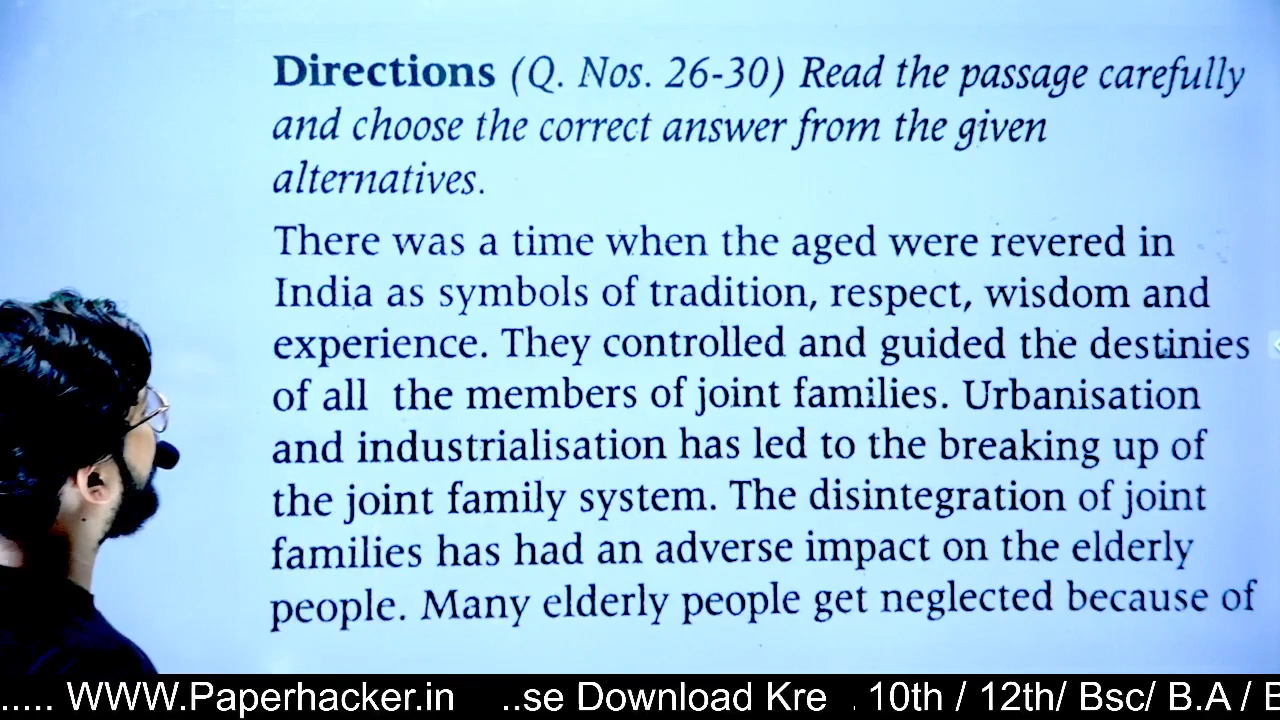 Directions (Q. Nos. 26-30) Read the passage carefully
and choose the correct answer from the given
alternatives.
There was a time when the aged were revered in
India as symbols of tradition, respect, wisdom and
experience. They controlled and guided the destinies
of all the members of joint families. Urbanisation
and industrialisation has led to the breaking up of
the joint family system. The disintegration of joint
families has had an adverse impact on the elderly
people. Many elderly people get neglected because of
..... WWW.Paperhacker.in ..se Download Kre . 10th / 12th/ Bsc/ B.A /